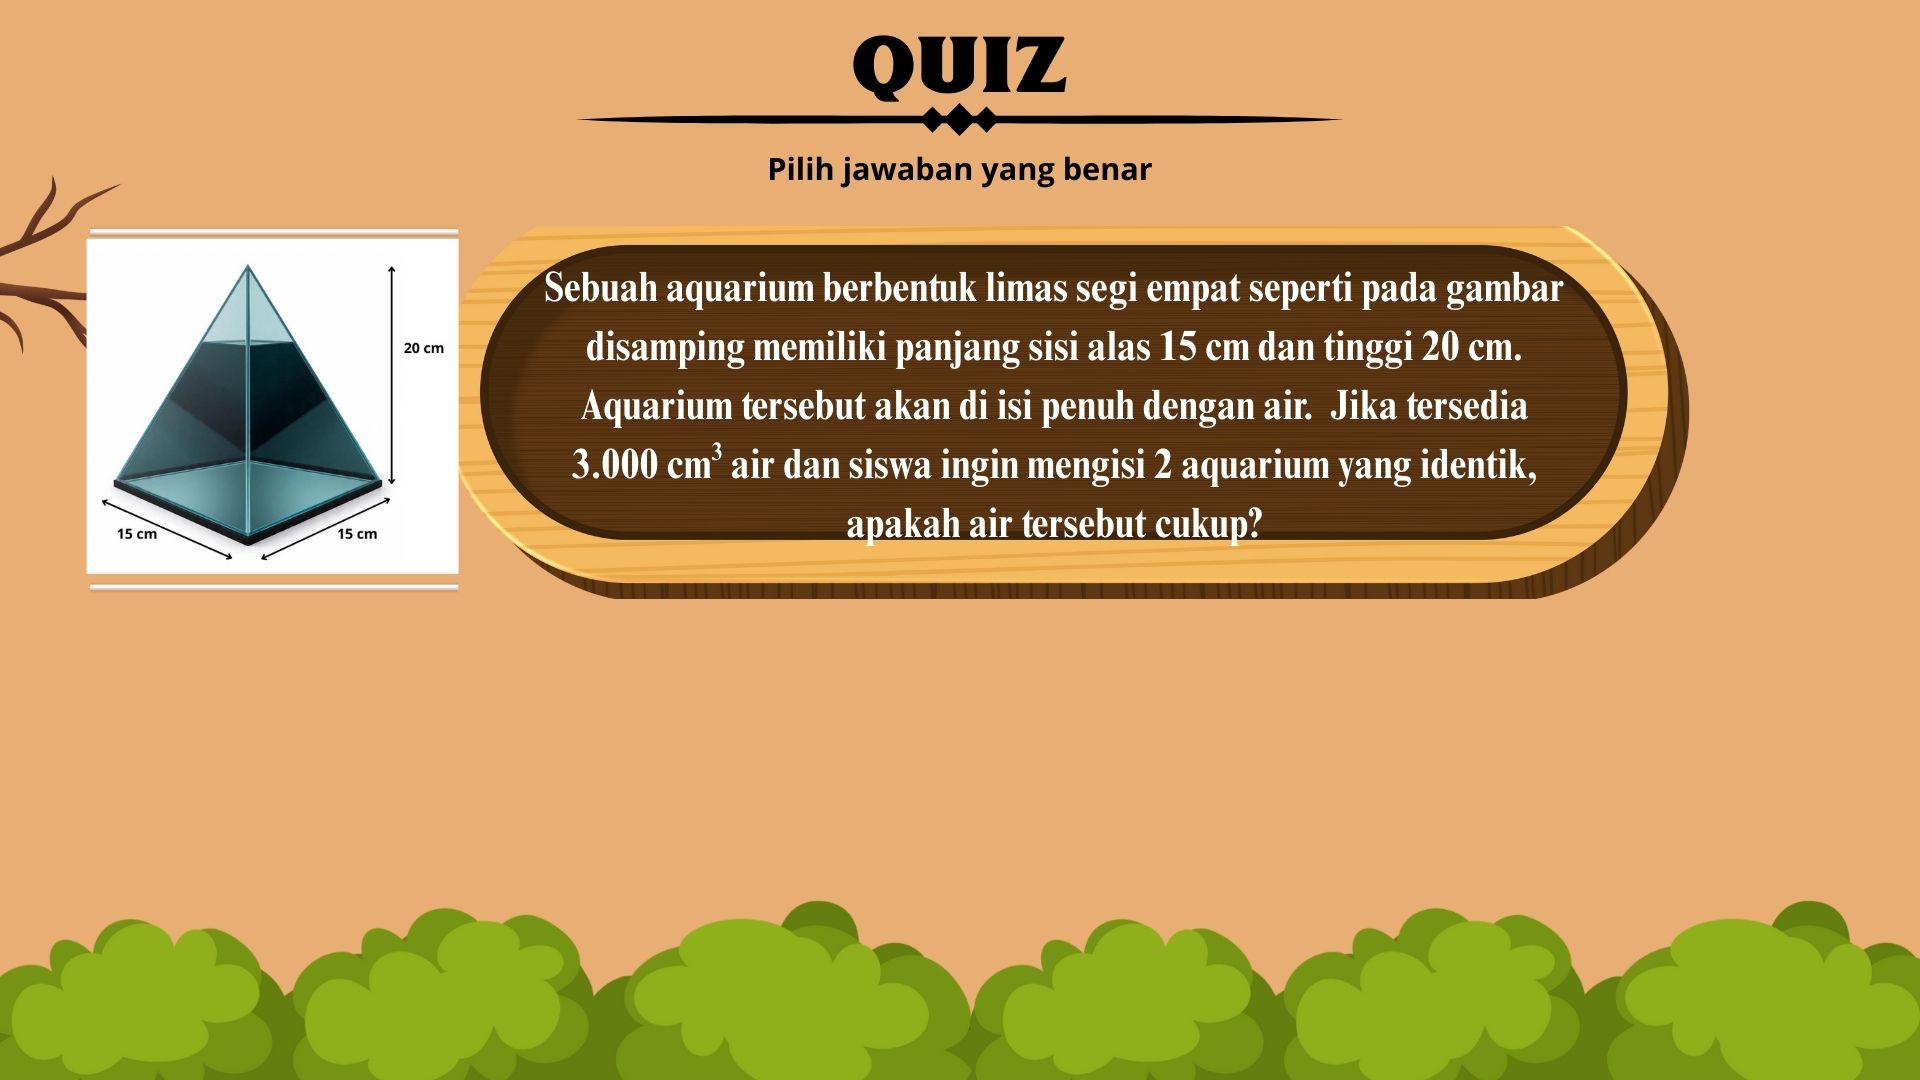 QUIZ
Pilih jawaban yang benar
20 cm
15 cm
15 cm
Sebuah aquarium berbentuk limas segi empat seperti pada gambar
disamping memiliki panjang sisi alas 15 cm dan tinggi 20 cm.
Aquarium tersebut akan di isi penuh dengan air.  Jika tersedia
3.000 cm³ air dan siswa ingin mengisi 2 aquarium yang identik,
apakah air tersebut cukup?